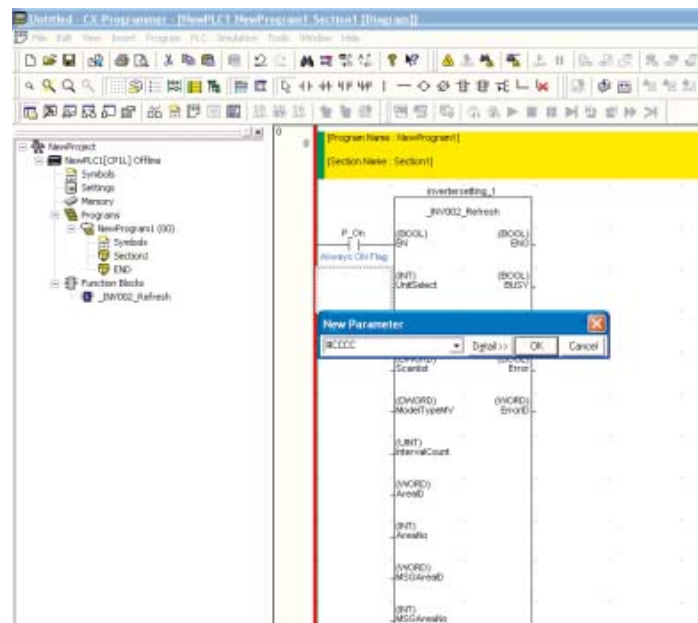 Untitled - CX-Programmer - [NewPLC1.NewProgram1.Section1 [Diagram]]
File Edit View Insert Program PLC Simulation Tools Window Help
NewProject
NewPLC1[CP1L] Offline
Symbols
Settings
Memory
Programs
NewProgram1 (00)
Symbols
Section1
END
Function Blocks
_INV002_Refresh
0
0
[Program Name : NewProgram1]
[Section Name : Section1]
invertersetting_1
_INV002_Refresh
P_On
(BOOL)
EN
(BOOL)
ENO
Always ON Flag
(INT)
UnitSelect
(BOOL)
BUSY
New Parameter
#CCCC
Detail >>
OK
Cancel
Scanlist
Error
(DWORD)
ModelTypeMV
(WORD)
ErrorID
(UINT)
IntervalCount
(WORD)
AreaID
(INT)
AreaNo
(WORD)
MSGAreaID
(INT)
MSGAreaNo